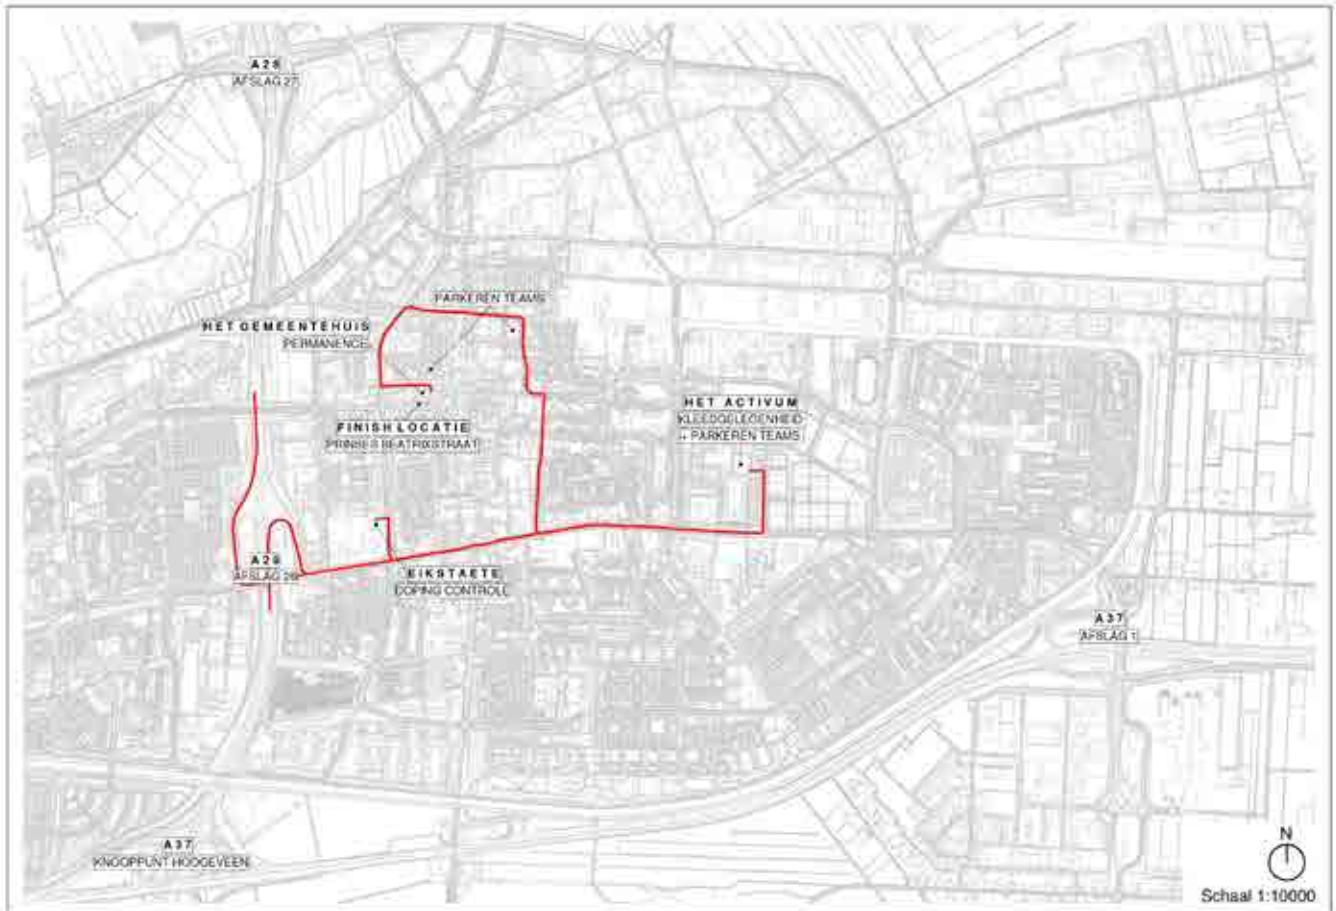 A28
AFSLAG 27
PARKEREN TEAMS
HET GEMEENTEHUIS
PERMANENCE
FINISH LOCATIE
PRINSES BEATRIXSTRAAT
HET ACTIVUM
KLEEDGELEGENHEID
+ PARKEREN TEAMS
A28
AFSLAG 26
EIKSTAETE
DOPING CONTROLE
A37
AFSLAG 1
A37
KNOOPPUNT HOOGEVEEN
N
Schaal 1:10000